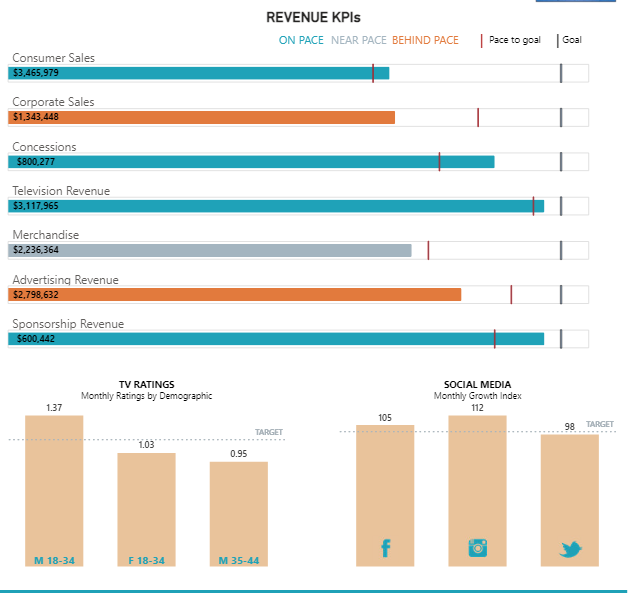 REVENUE KPIs
ON PACE NEAR PACE BEHIND PACE Pace to goal Goal
Consumer Sales
$3,465,979
Corporate Sales
$1,343,448
Concessions
$800,277
Television Revenue
$3,117,965
Merchandise
$2,236,364
Advertising Revenue
$2,798,632
Sponsorship Revenue
$600,442
TV RATINGS
Monthly Ratings by Demographic
1.37
TARGET
1.03
0.95
M 18-34 F 18-34 M 35-44
SOCIAL MEDIA
Monthly Growth Index
112
105
98 TARGET